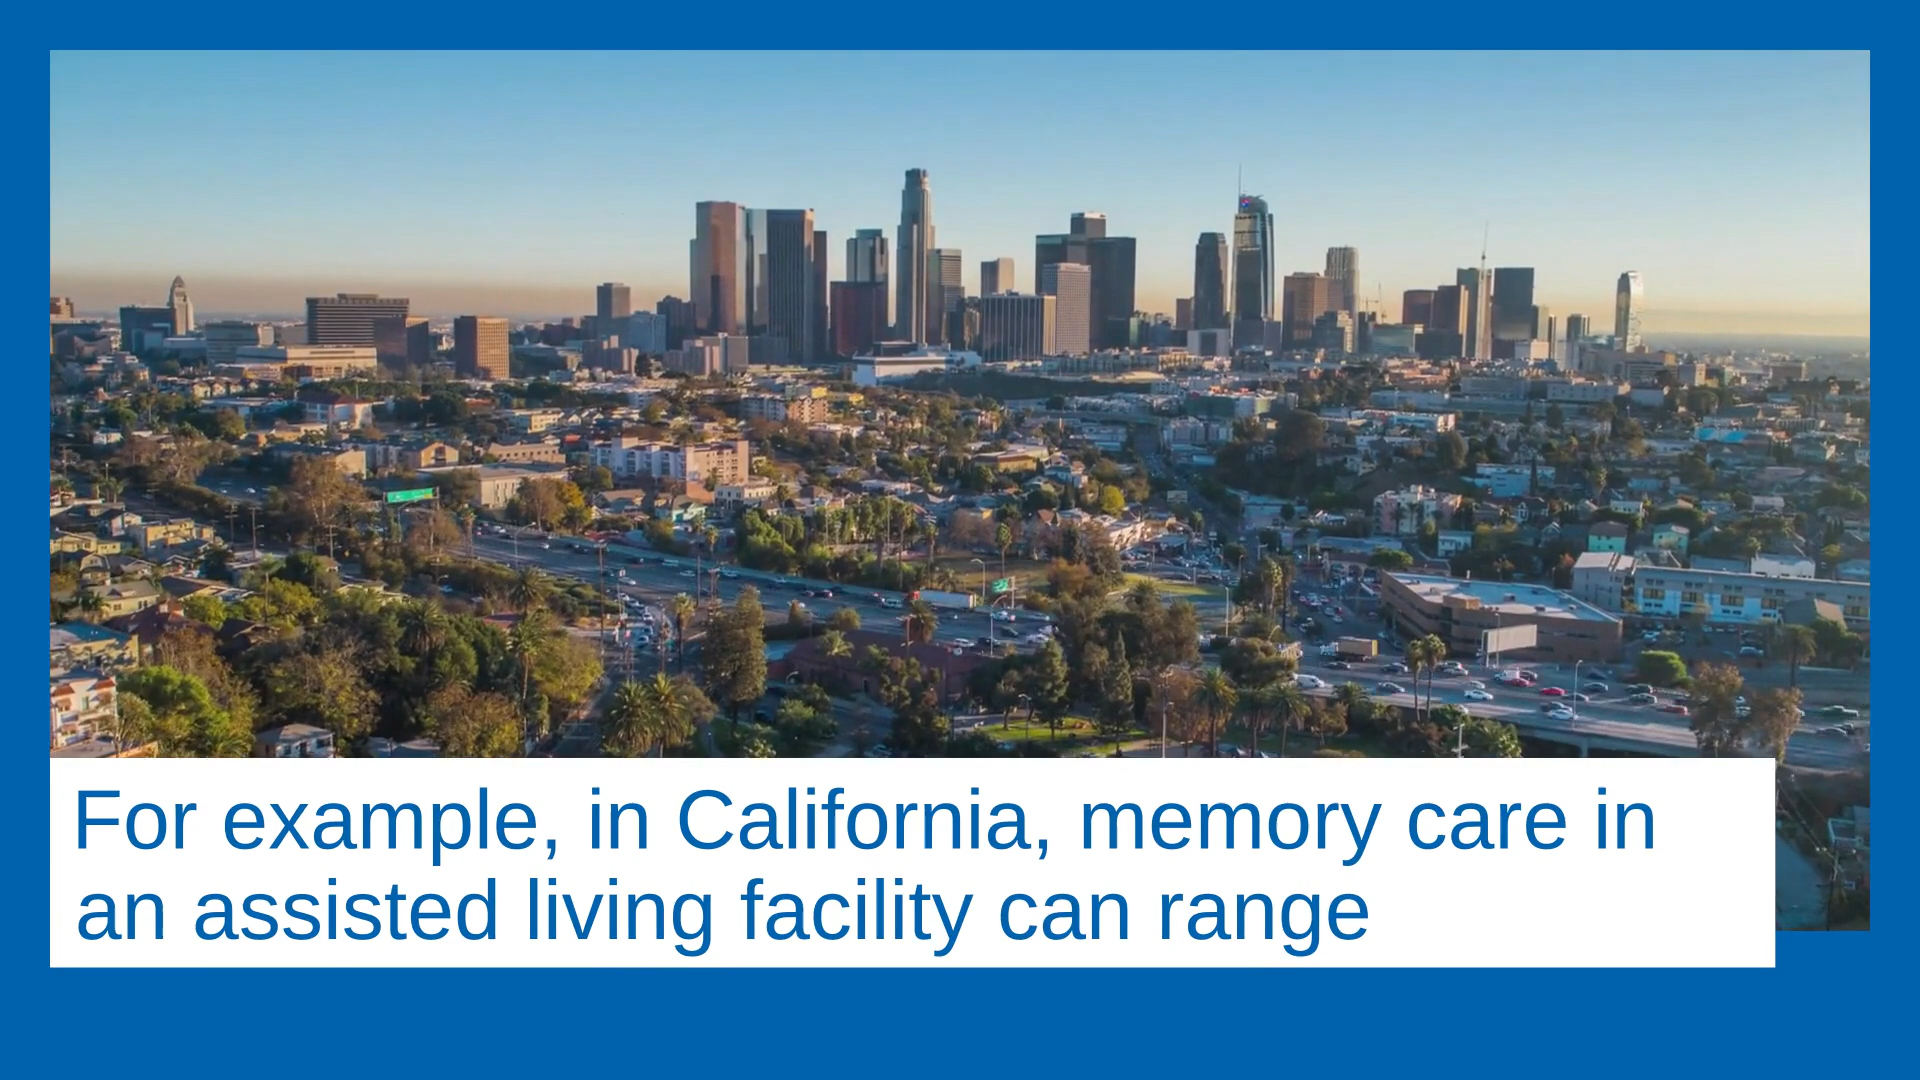 For example, in California, memory care in
an assisted living facility can range